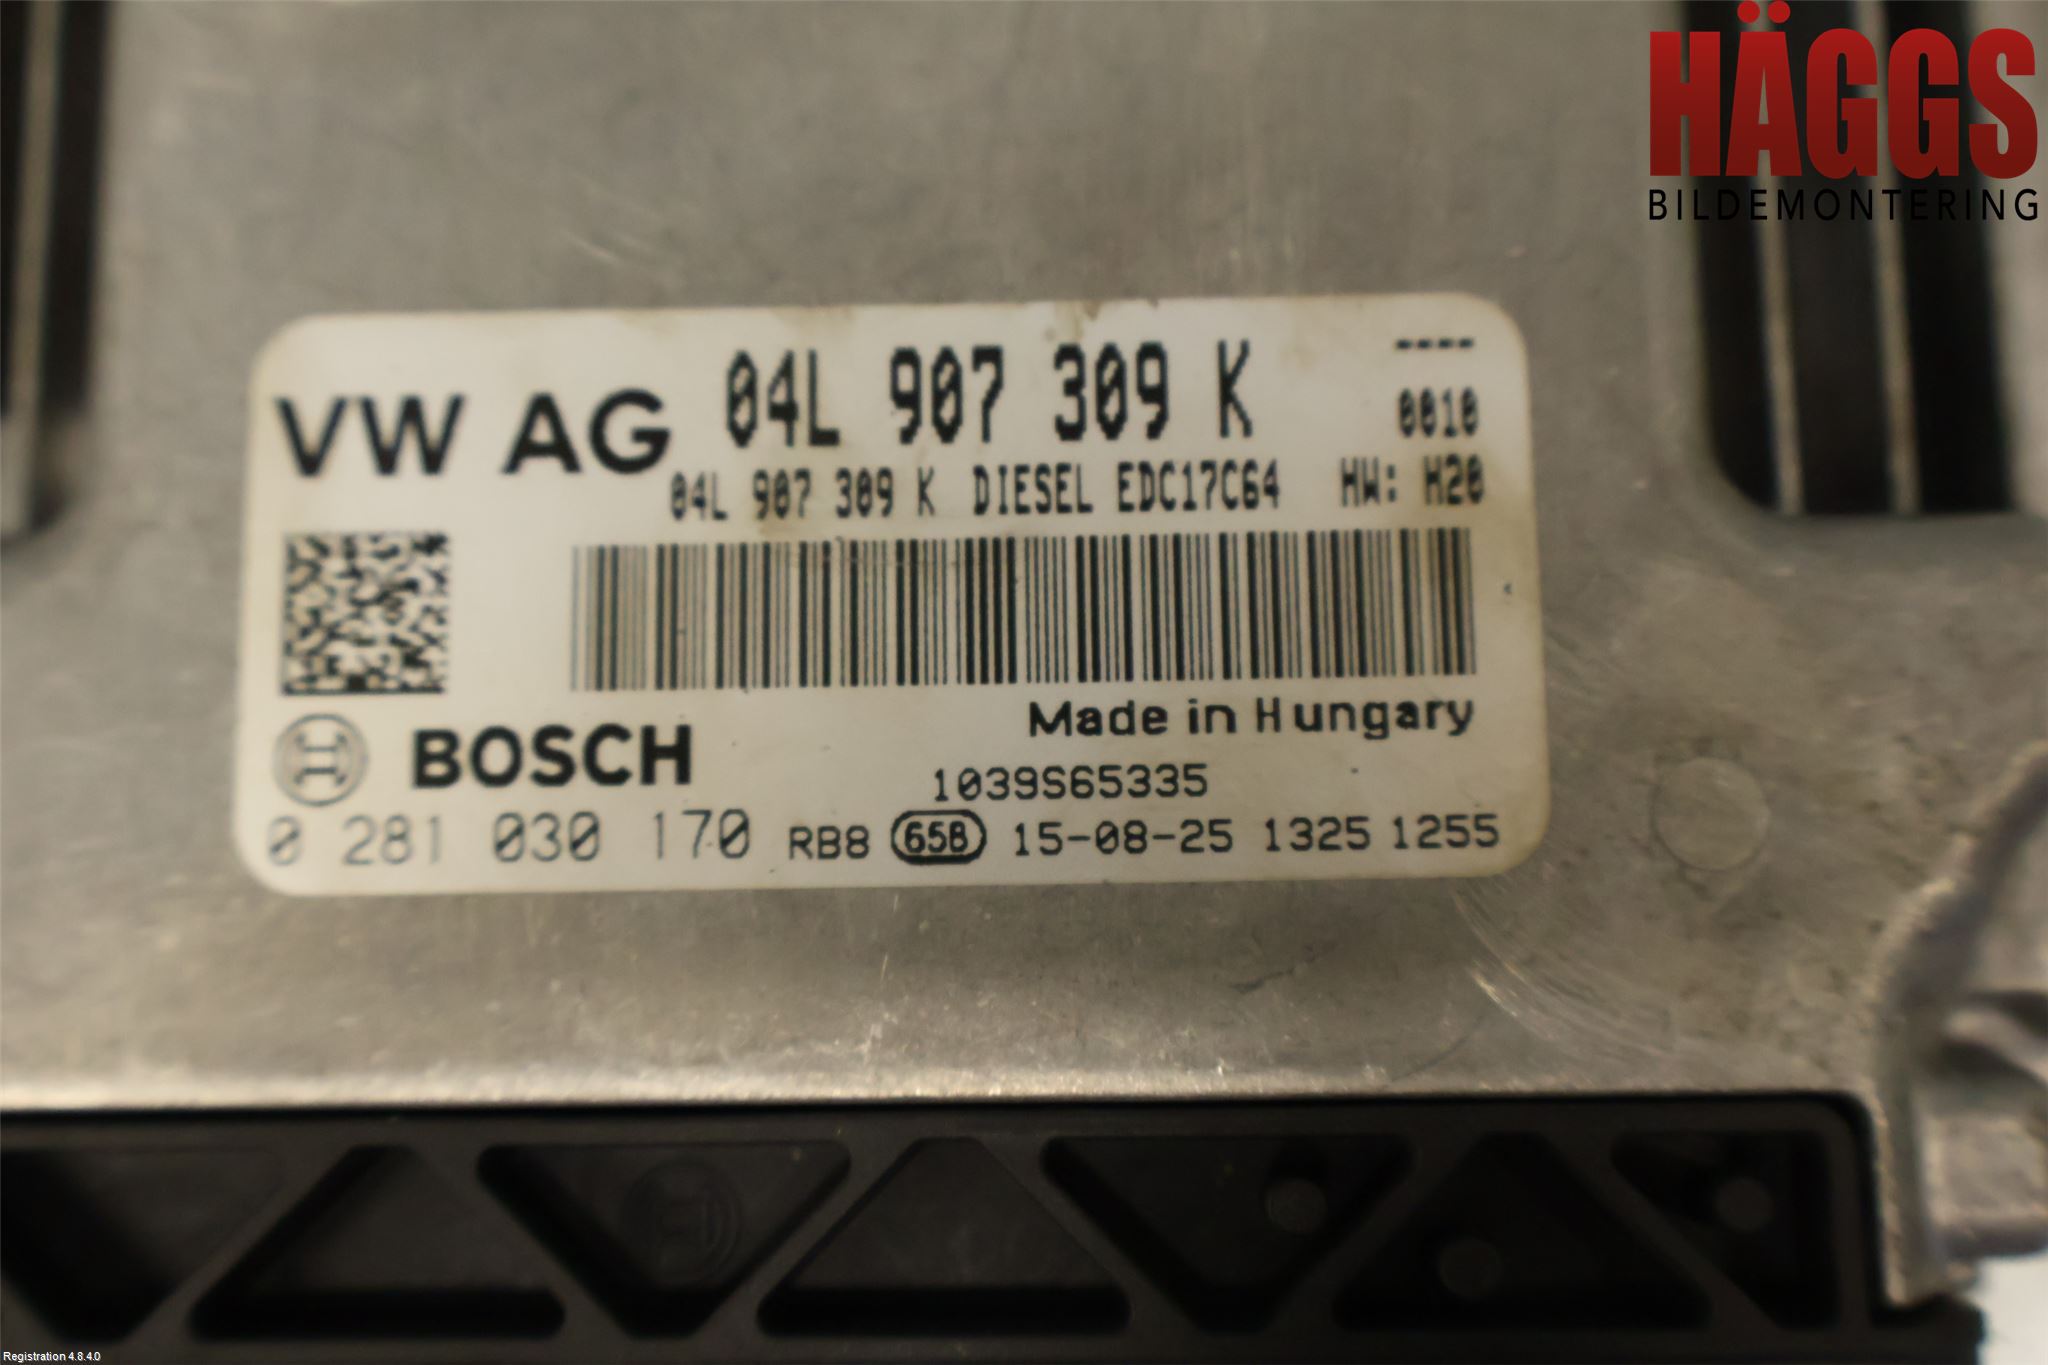 HÄGGS
BILDEMONTERING
VW AG 04L 907 309 K ----
0010
04L 907 309 K DIESEL EDC17C64 HW: H20
Made in Hungary
BOSCH
1039S65335
0 281 030 170 RB8 65B 15-08-25 1325 1255
Registration 4.8.4.0